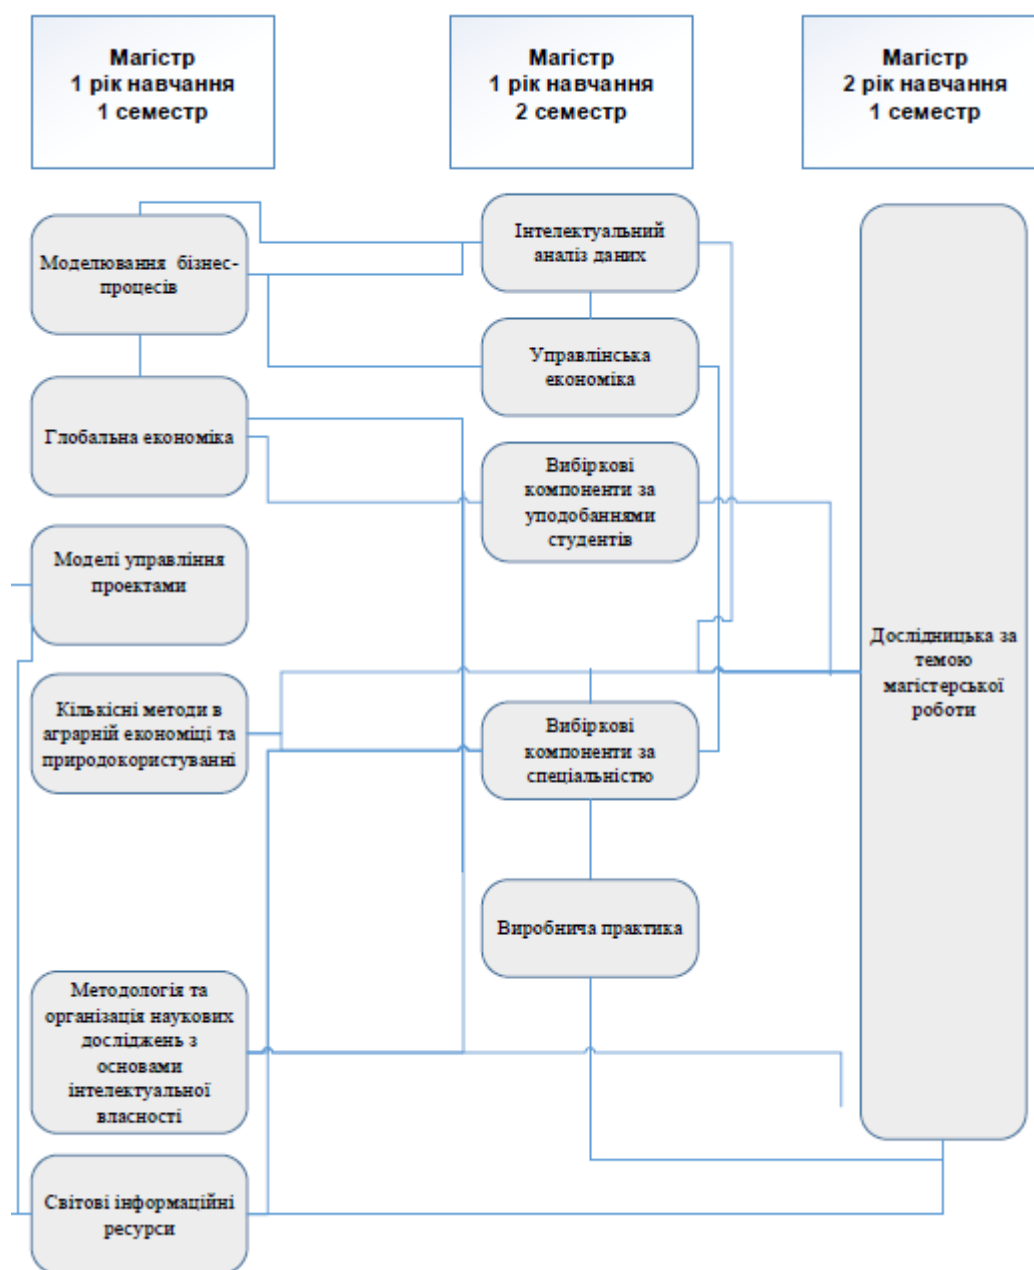 Магістр
1 рік навчання
1 семестр
Магістр
1 рік навчання
2 семестр
Магістр
2 рік навчання
1 семестр
Моделювання бізнес-
процесів
Глобальна економіка
Моделі управління
проектами
Кількісні методи в
аграрній економіці та
природокористуванні
Методологія та
організація наукових
досліджень з
основами
інтелектуальної
власності
Світові інформаційні
ресурси
Інтелектуальний
аналіз даних
Управлінська
економіка
Вибіркові
компоненти за
уподобаннями
студентів
Вибіркові
компоненти за
спеціальністю
Виробнича практика
Дослідницька за
темою
магістерської
роботи